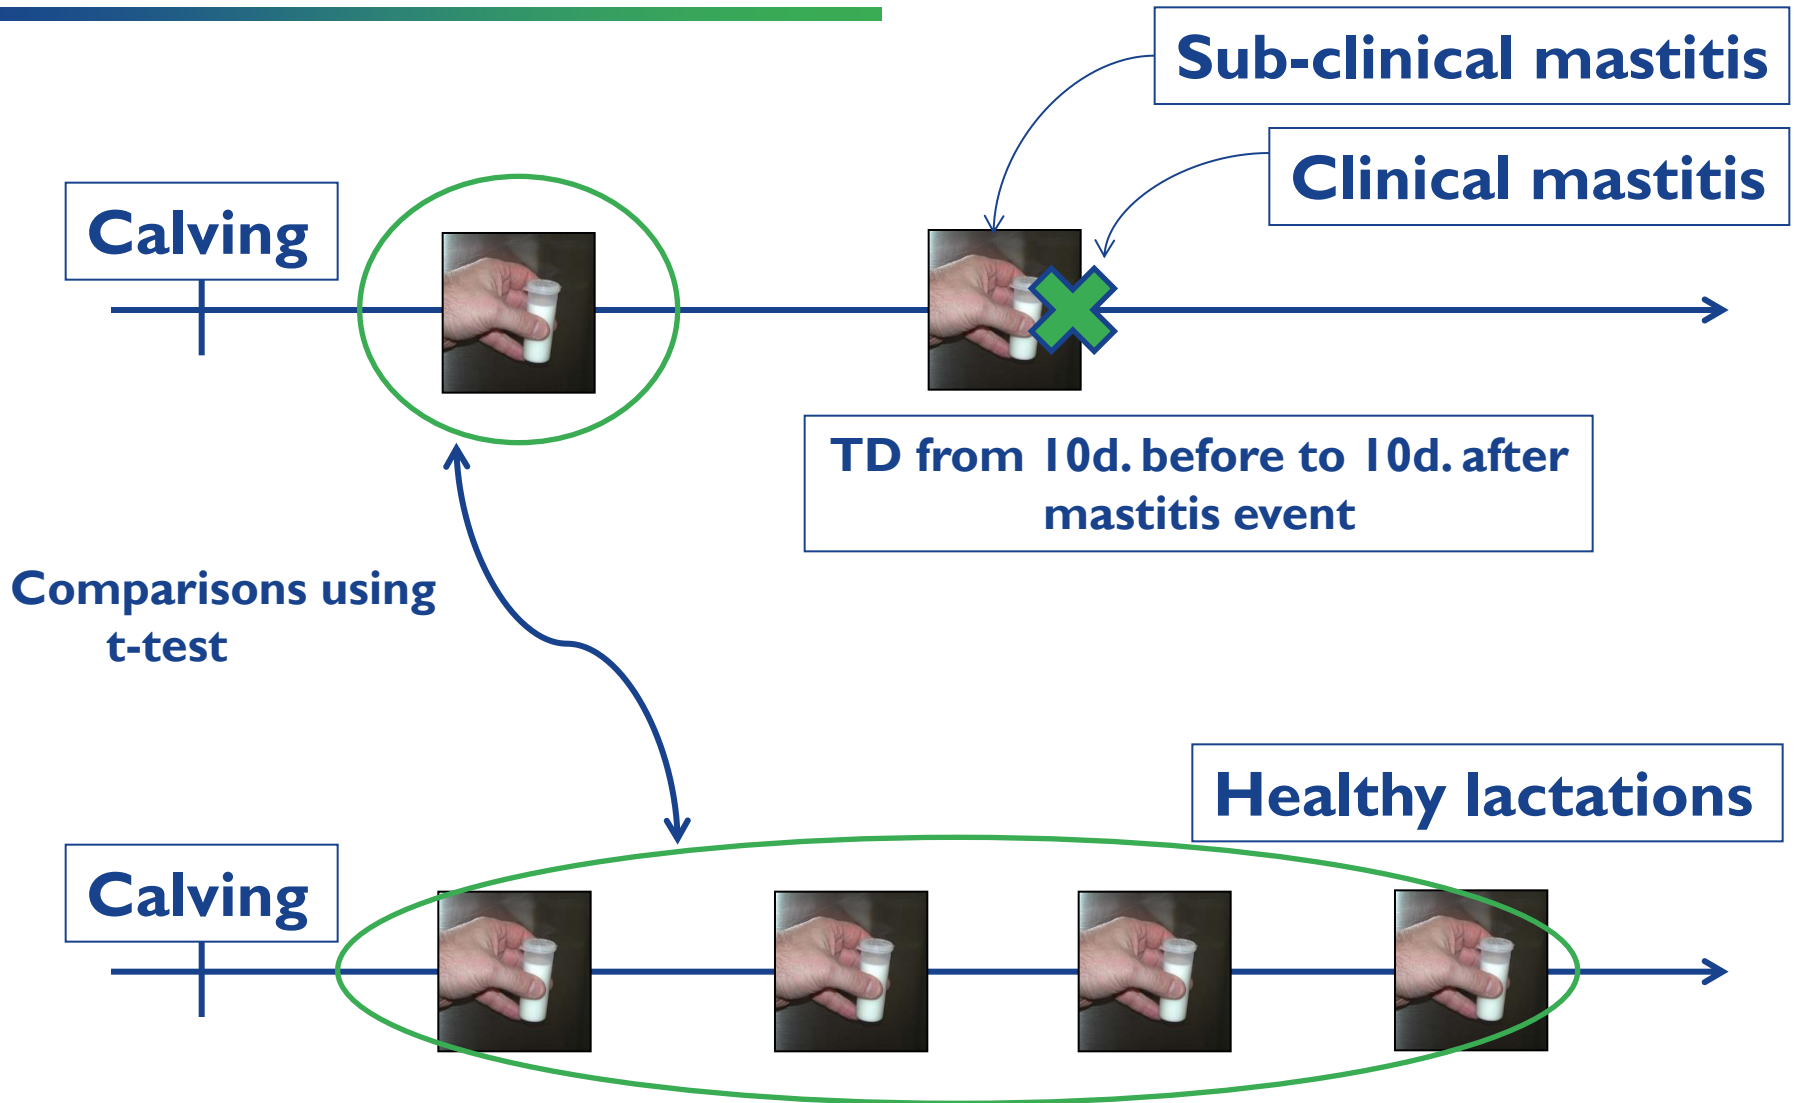 Sub-clinical mastitis
Clinical mastitis
Calving
TD from 10d. before to 10d. after
mastitis event
Comparisons using
t-test
Healthy lactations
Calving